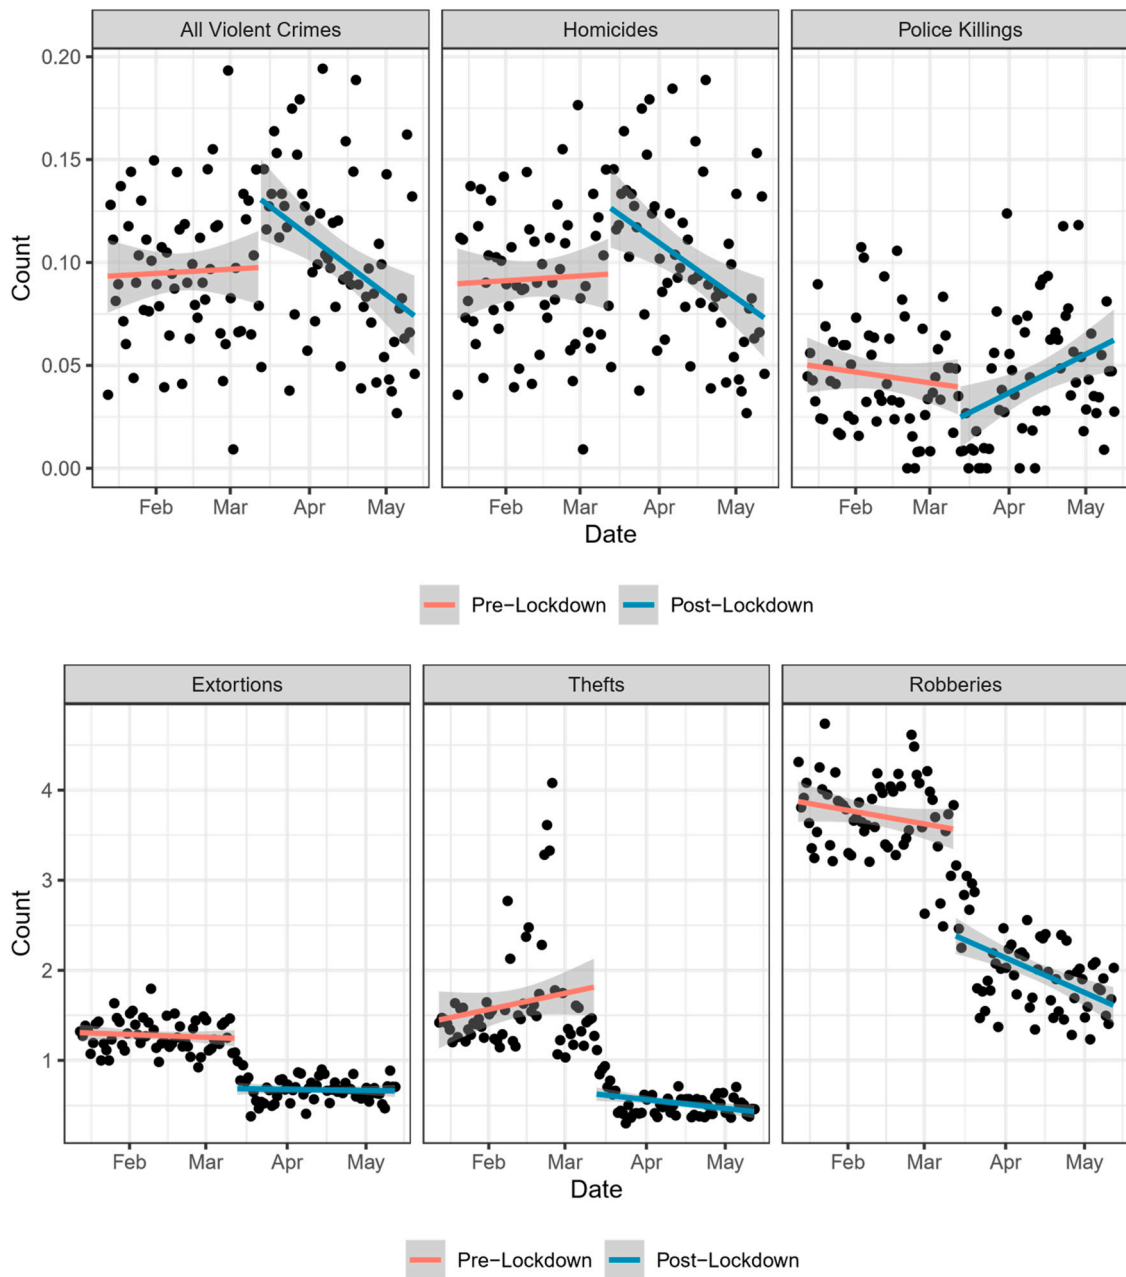 All Violent Crimes Homicides Police Killings
0.20
0.15
0.10
0.05
0.00
Count
Feb Mar Apr May Feb Mar Apr May Feb Mar Apr May
Date
Pre−Lockdown Post−Lockdown
Extortions Thefts Robberies
4
3
2
1
Count
Feb Mar Apr May Feb Mar Apr May Feb Mar Apr May
Date
Pre−Lockdown Post−Lockdown